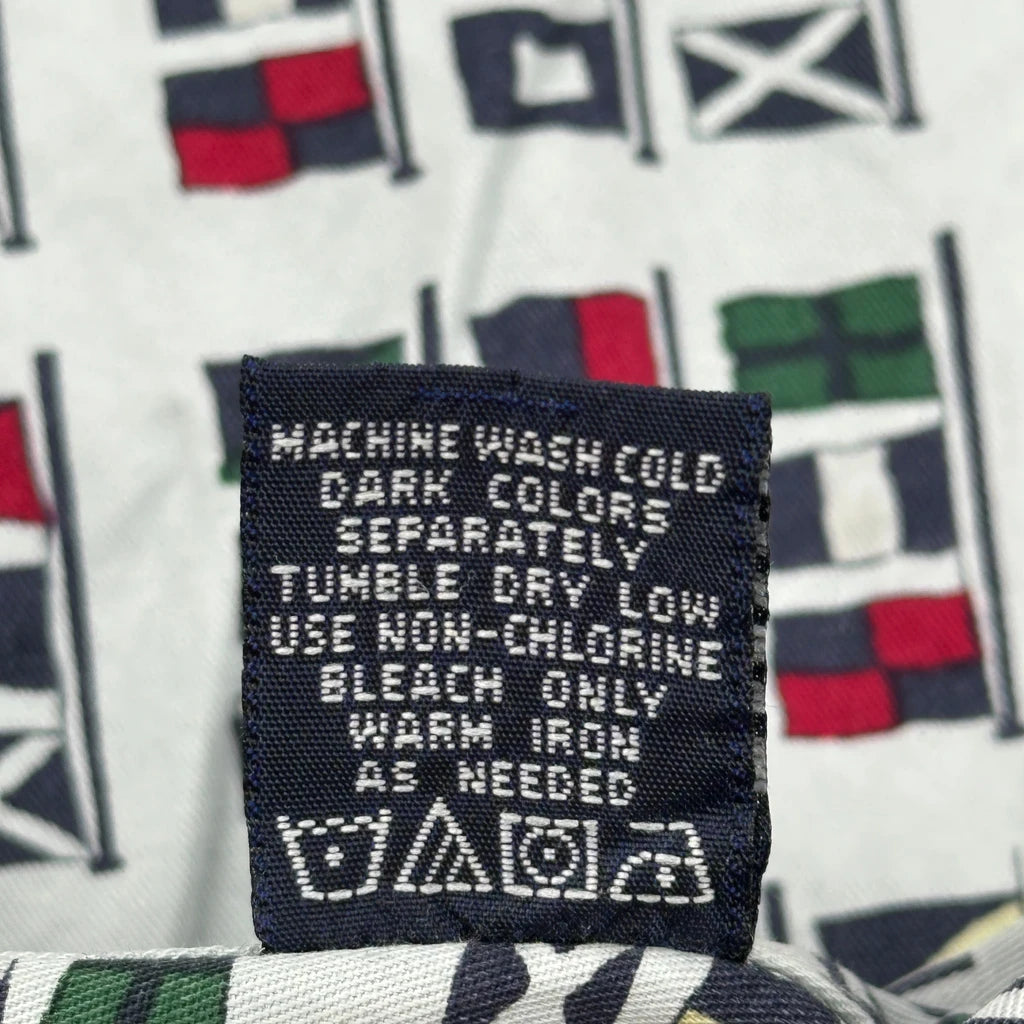 MACHINE WASH COLD
DARK COLORS
SEPARATELY
TUMBLE DRY LOW
USE NON-CHLORINE
BLEACH ONLY
WARM IRON
AS NEEDED